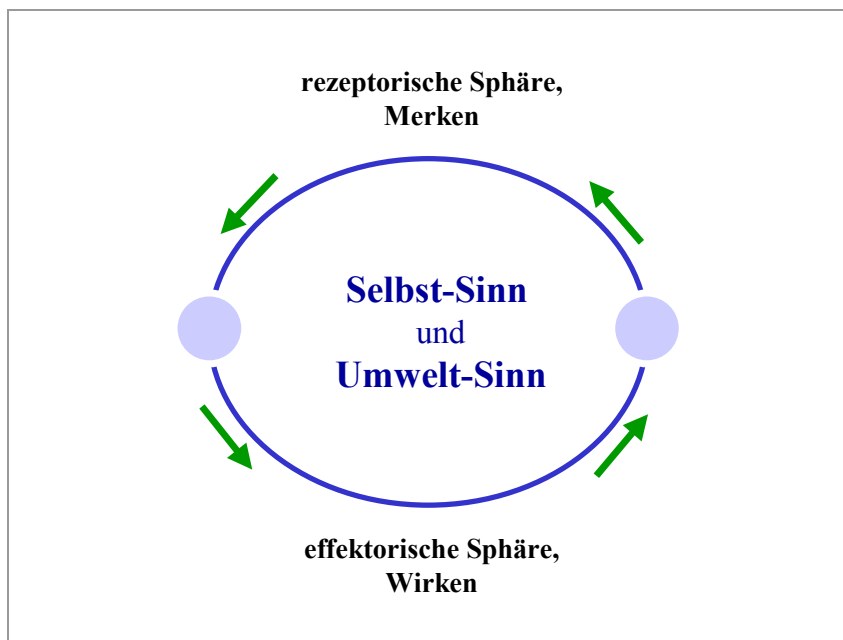 rezeptorische Sphäre,
Merken
Selbst-Sinn
und
Umwelt-Sinn
effektorische Sphäre,
Wirken